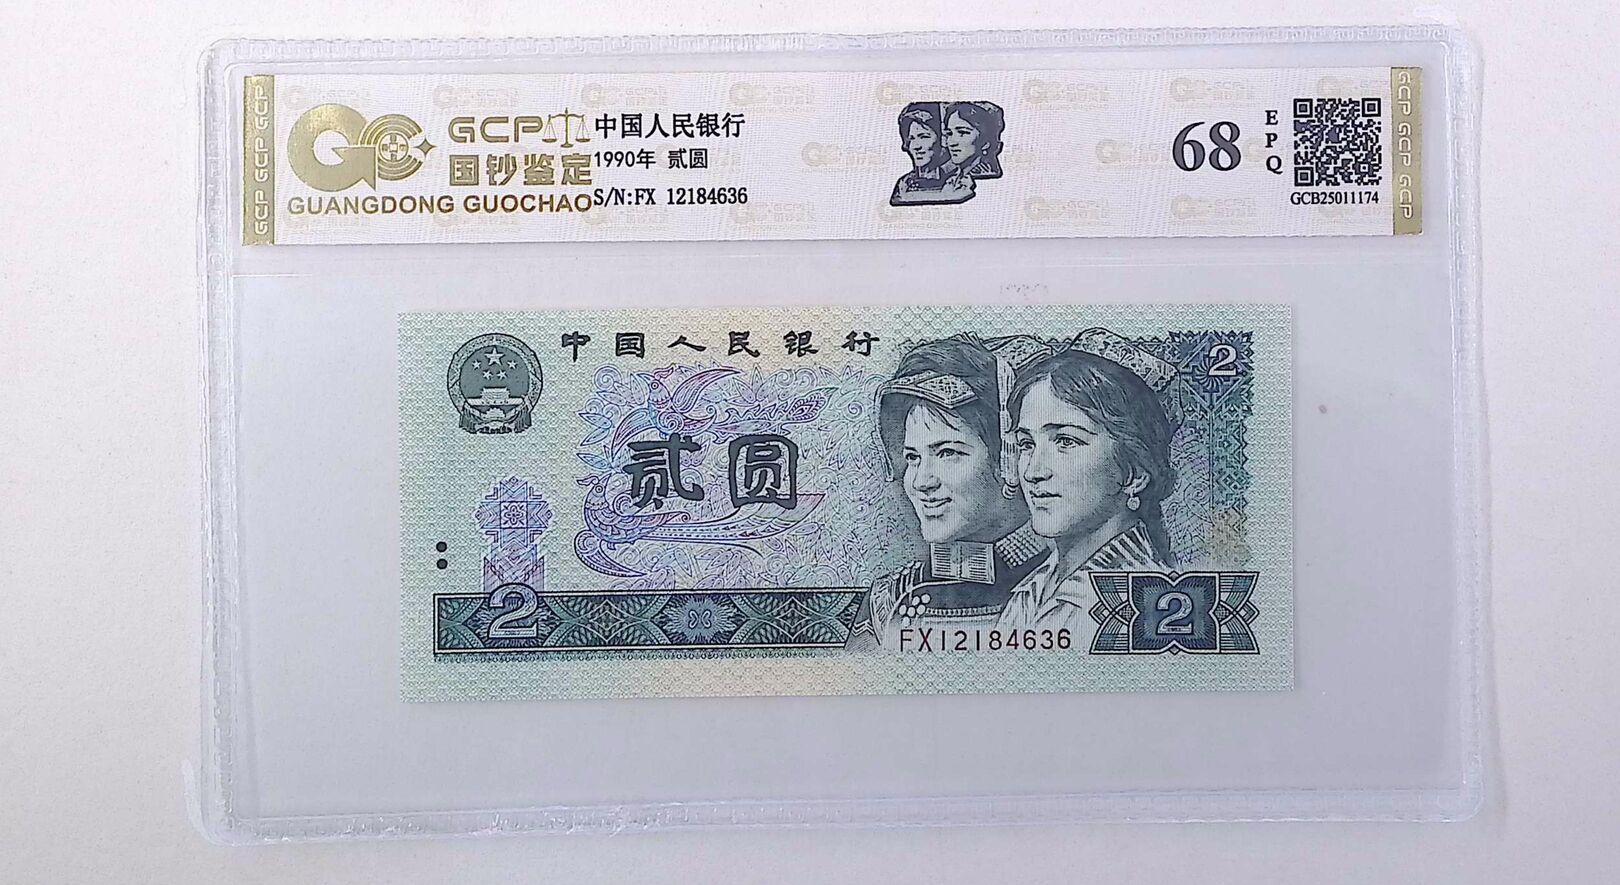 GCP GCP GCP
GCP
国钞鉴定
GUANGDONG GUOCHAO
中国人民银行
1990年 贰圆
S/N:FX 12184636
68
EPQ
GCB25011174
GCP GCP GCP
中国人民银行
2
贰圆
2
FX12184636
2